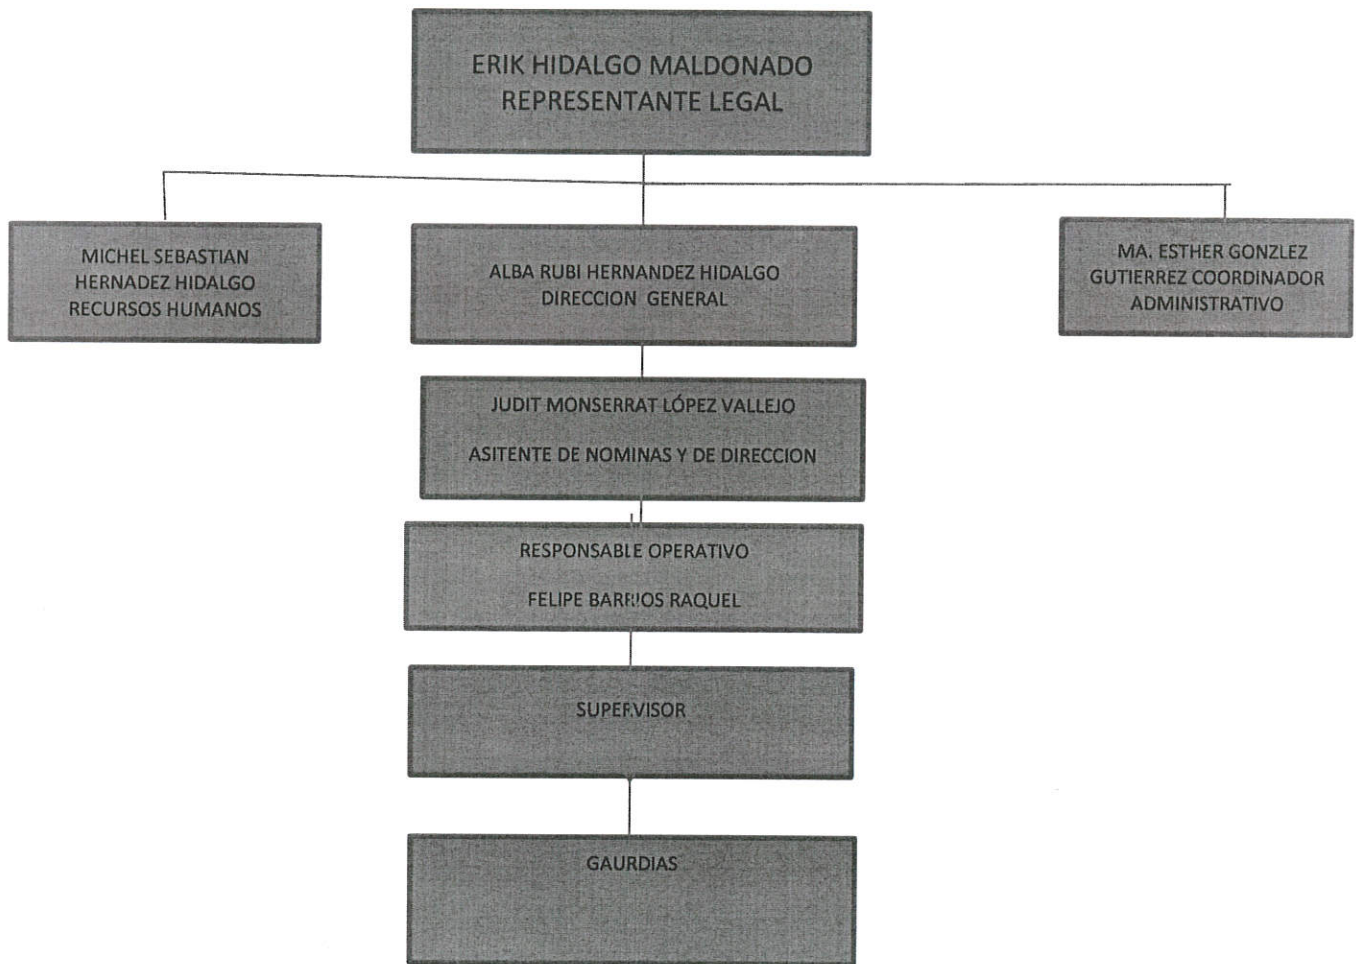 ERIK HIDALGO MALDONADO
REPRESENTANTE LEGAL
MICHEL SEBASTIAN
HERNADEZ HIDALGO
RECURSOS HUMANOS
ALBA RUBI HERNANDEZ HIDALGO
DIRECCION GENERAL
MA. ESTHER GONZLEZ
GUTIERREZ COORDINADOR
ADMINISTRATIVO
JUDIT MONSERRAT LÓPEZ VALLEJO
ASITENTE DE NOMINAS Y DE DIRECCION
RESPONSABLE OPERATIVO
FELIPE BARRIOS RAQUEL
SUPERVISOR
GAURDIAS